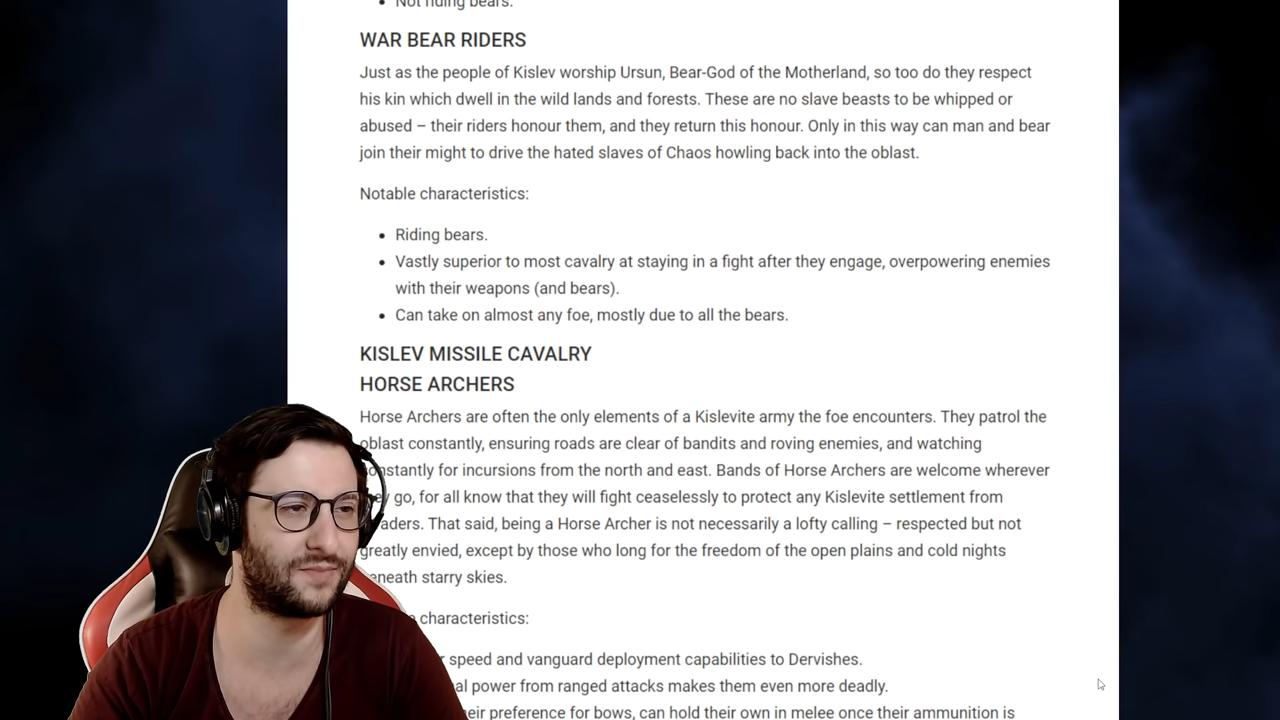 Not riding bears.
WAR BEAR RIDERS
Just as the people of Kislev worship Ursun, Bear-God of the Motherland, so too do they respect
his kin which dwell in the wild lands and forests. These are no slave beasts to be whipped or
abused – their riders honour them, and they return this honour. Only in this way can man and bear
join their might to drive the hated slaves of Chaos howling back into the oblast.
Notable characteristics:
• Riding bears.
• Vastly superior to most cavalry at staying in a fight after they engage, overpowering enemies
with their weapons (and bears).
• Can take on almost any foe, mostly due to all the bears.
KISLEV MISSILE CAVALRY
HORSE ARCHERS
Horse Archers are often the only elements of a Kislevite army the foe encounters. They patrol the
oblast constantly, ensuring roads are clear of bandits and roving enemies, and watching
constantly for incursions from the north and east. Bands of Horse Archers are welcome wherever
go, for all know that they will fight ceaselessly to protect any Kislevite settlement from
That said, being a Horse Archer is not necessarily a lofty calling – respected but not
greatly envied, except by those who long for the freedom of the open plains and cold nights
beneath starry skies.
characteristics:
speed and vanguard deployment capabilities to Dervishes.
power from ranged attacks makes them even more deadly.
their preference for bows, can hold their own in melee once their ammunition is